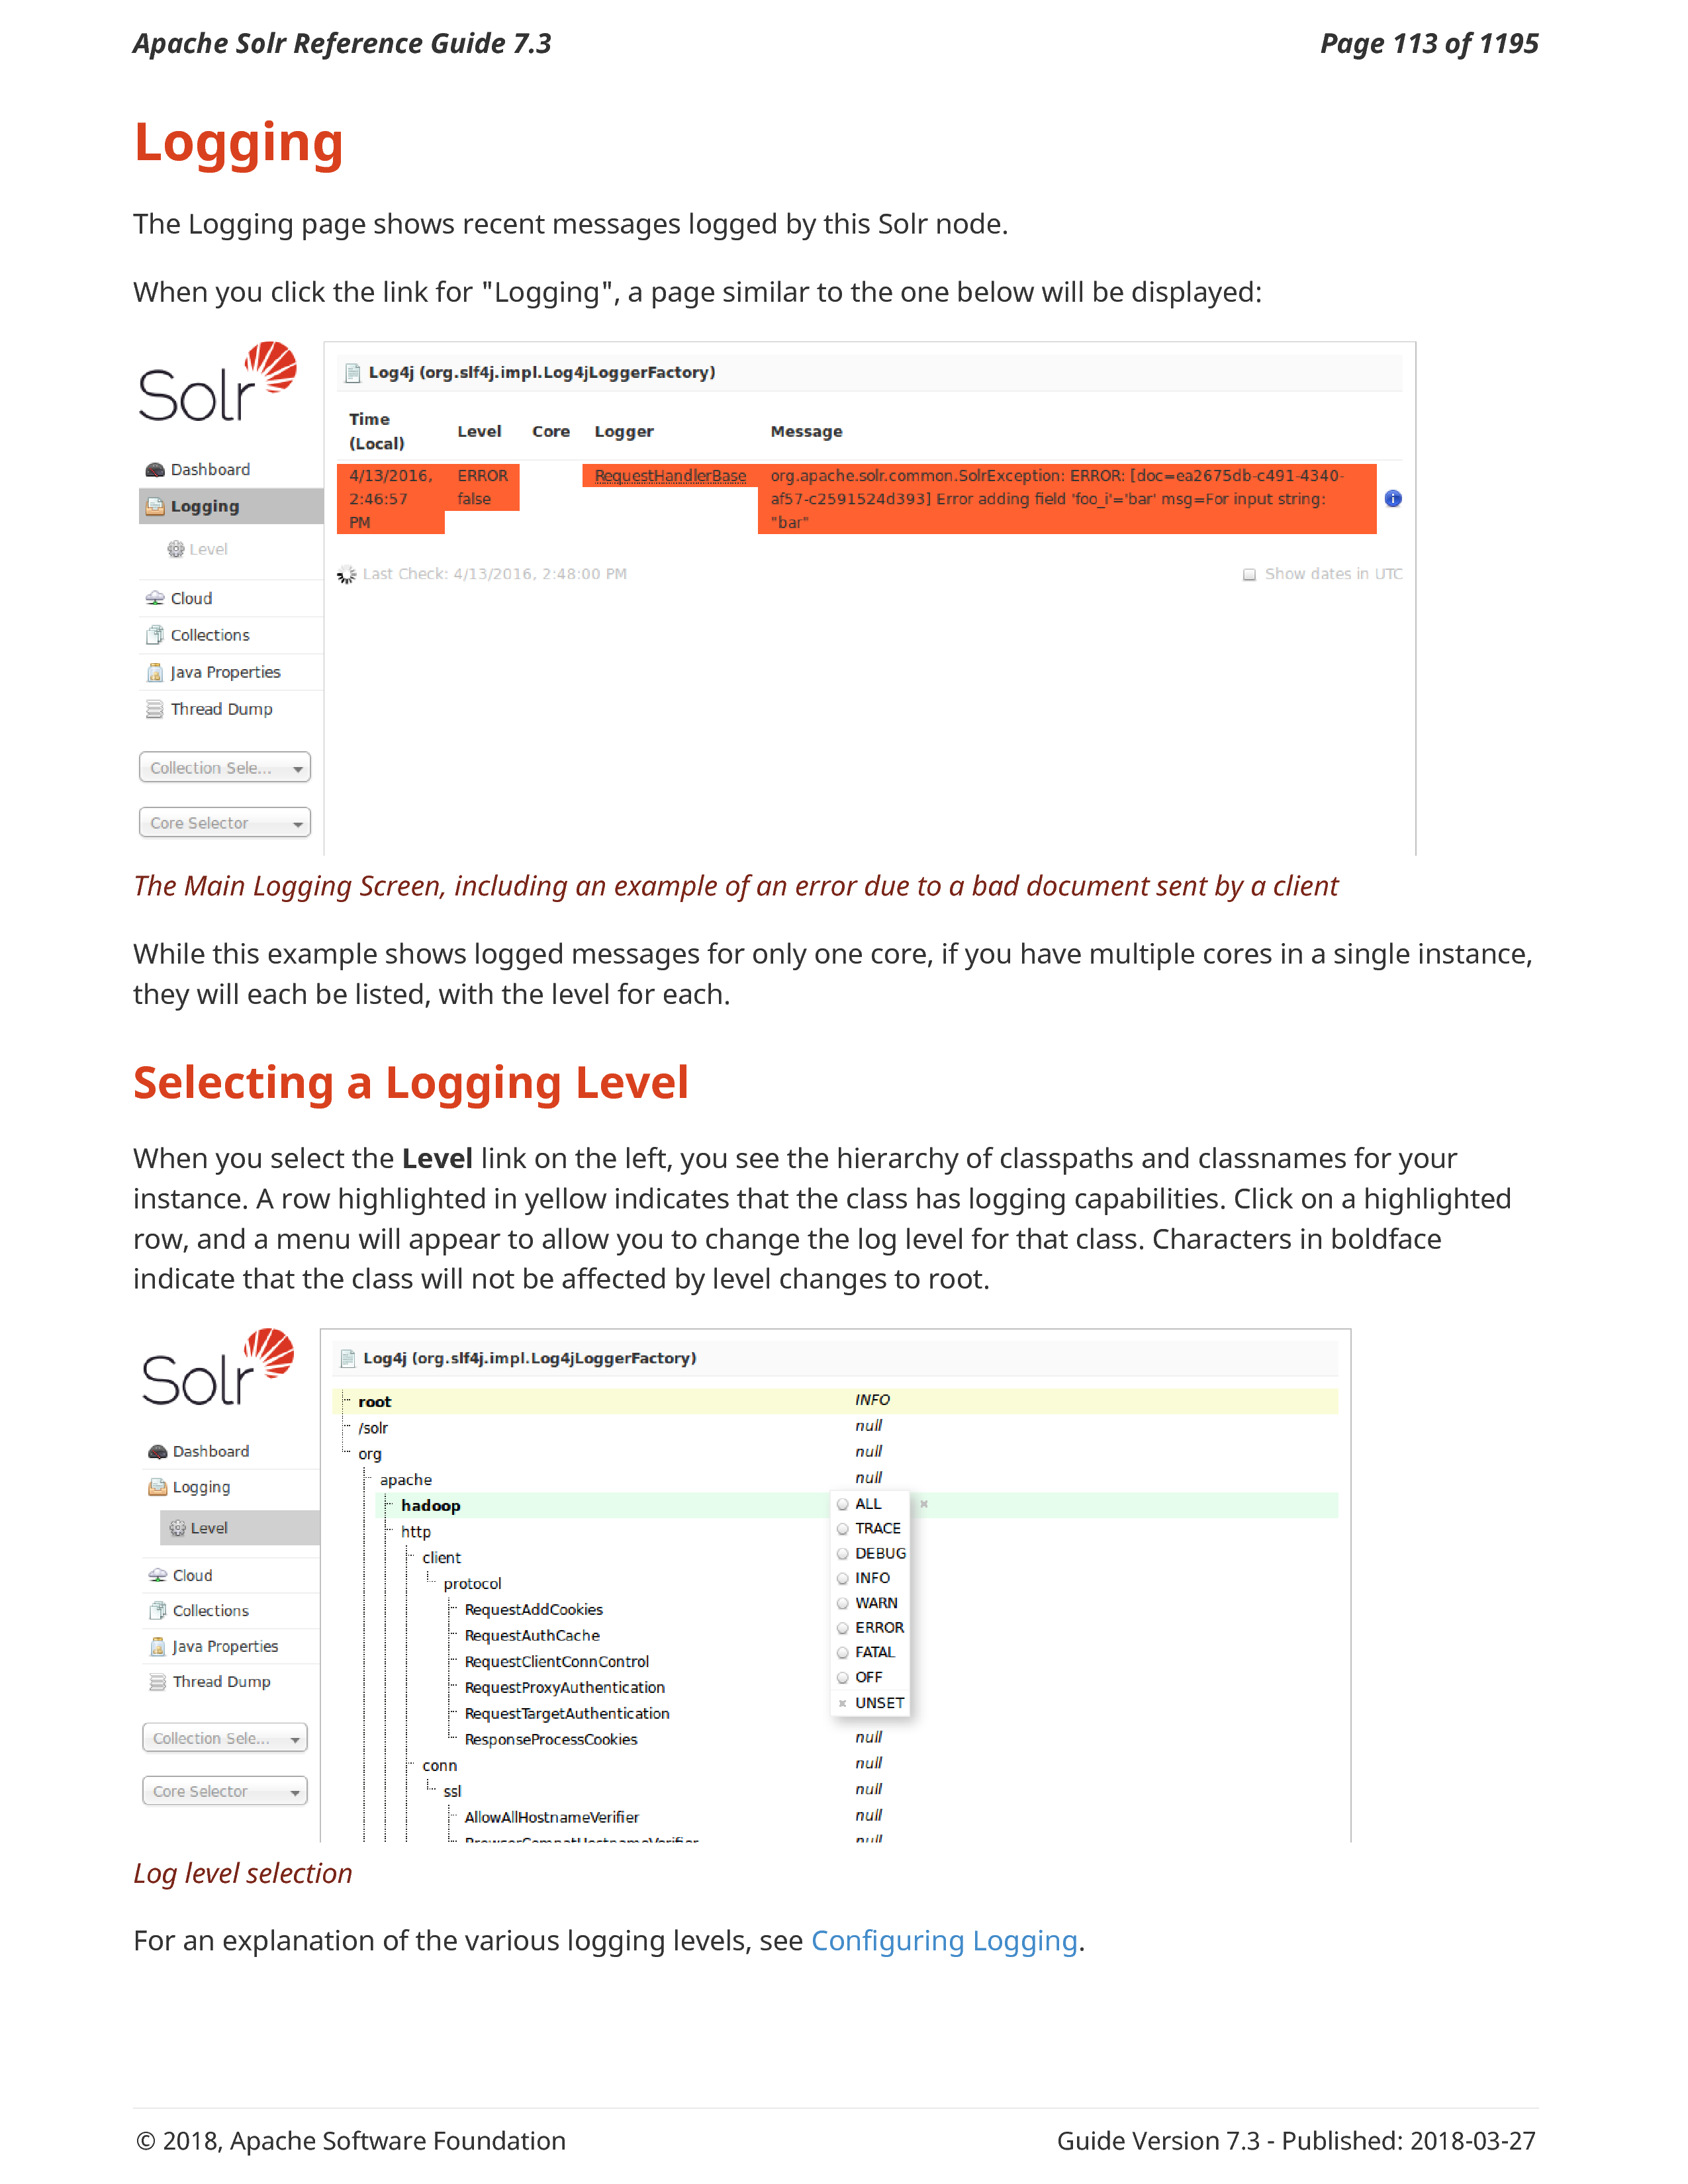 Apache Solr Reference Guide 7.3 Page 113 of 1195
Logging
The Logging page shows recent messages logged by this Solr node.
When you click the link for "Logging", a page similar to the one below will be displayed:
Solr
Dashboard
Logging
Level
Cloud
Collections
Java Properties
Thread Dump
Collection Sele...
Core Selector
Log4j (org.slf4j.impl.Log4jLoggerFactory)
Time (Local) Level Core Logger Message
4/13/2016, ERROR RequestHandlerBase org.apache.solr.common.SolrException: ERROR: [doc=ea2675db-c491-4340-
2:46:57 false af57-c2591524d393] Error adding field 'foo_i'='bar' msg=For input string:
PM "bar"
Last Check: 4/13/2016, 2:48:00 PM Show dates in UTC
The Main Logging Screen, including an example of an error due to a bad document sent by a client
While this example shows logged messages for only one core, if you have multiple cores in a single instance,
they will each be listed, with the level for each.
Selecting a Logging Level
When you select the Level link on the left, you see the hierarchy of classpaths and classnames for your
instance. A row highlighted in yellow indicates that the class has logging capabilities. Click on a highlighted
row, and a menu will appear to allow you to change the log level for that class. Characters in boldface
indicate that the class will not be affected by level changes to root.
Solr
Dashboard
Logging
Level
Cloud
Collections
Java Properties
Thread Dump
Collection Sele...
Core Selector
Log4j (org.slf4j.impl.Log4jLoggerFactory)
root INFO
/solr null
org null
apache null
hadoop
http
client
protocol
RequestAddCookies
RequestAuthCache
RequestClientConnControl
RequestProxyAuthentication
RequestTargetAuthentication
ResponseProcessCookies null
conn null
ssl null
AllowAllHostnameVerifier null
BrowserCompatHostnameVerifier null
ALL
TRACE
DEBUG
INFO
WARN
ERROR
FATAL
OFF
UNSET
Log level selection
For an explanation of the various logging levels, see Configuring Logging.
© 2018, Apache Software Foundation Guide Version 7.3 - Published: 2018-03-27